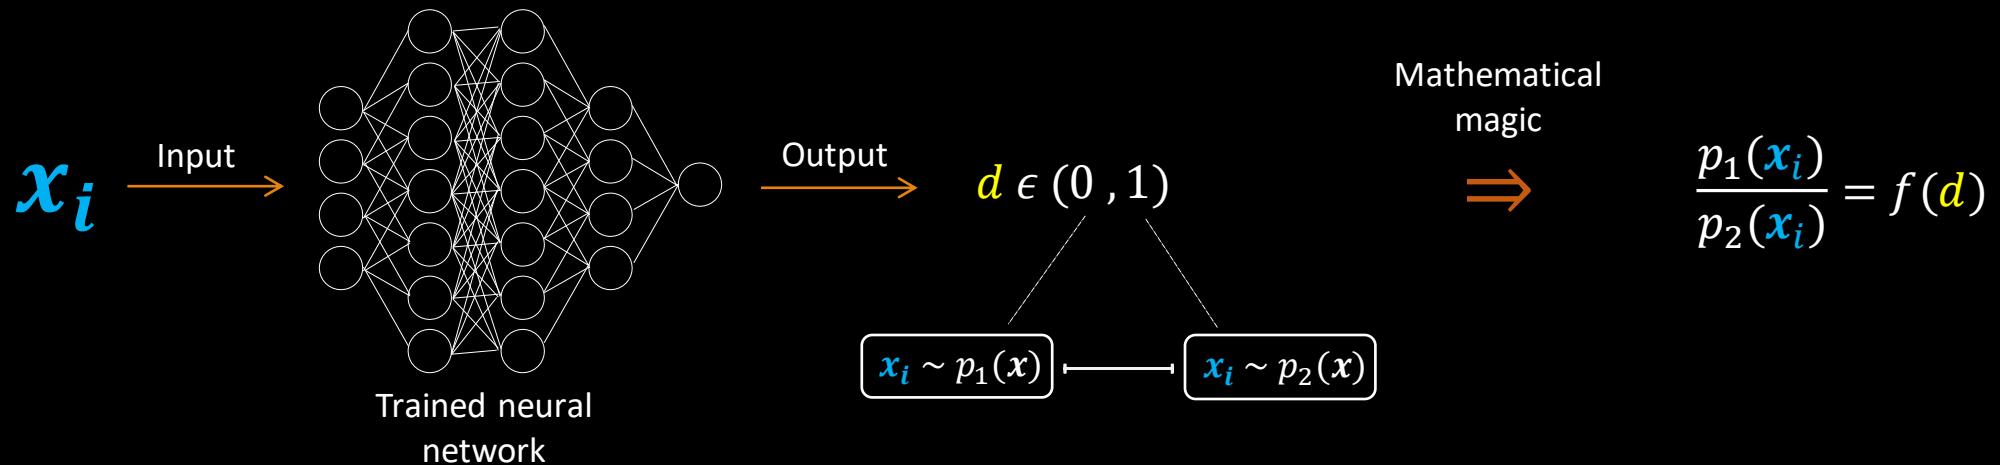 x_i
Input
Trained neural
network
Output
d ϵ (0 , 1)
x_i ~ p_1(x)
x_i ~ p_2(x)
Mathematical
magic
⇒
p_1(x_i)
p_2(x_i)
= f(d)